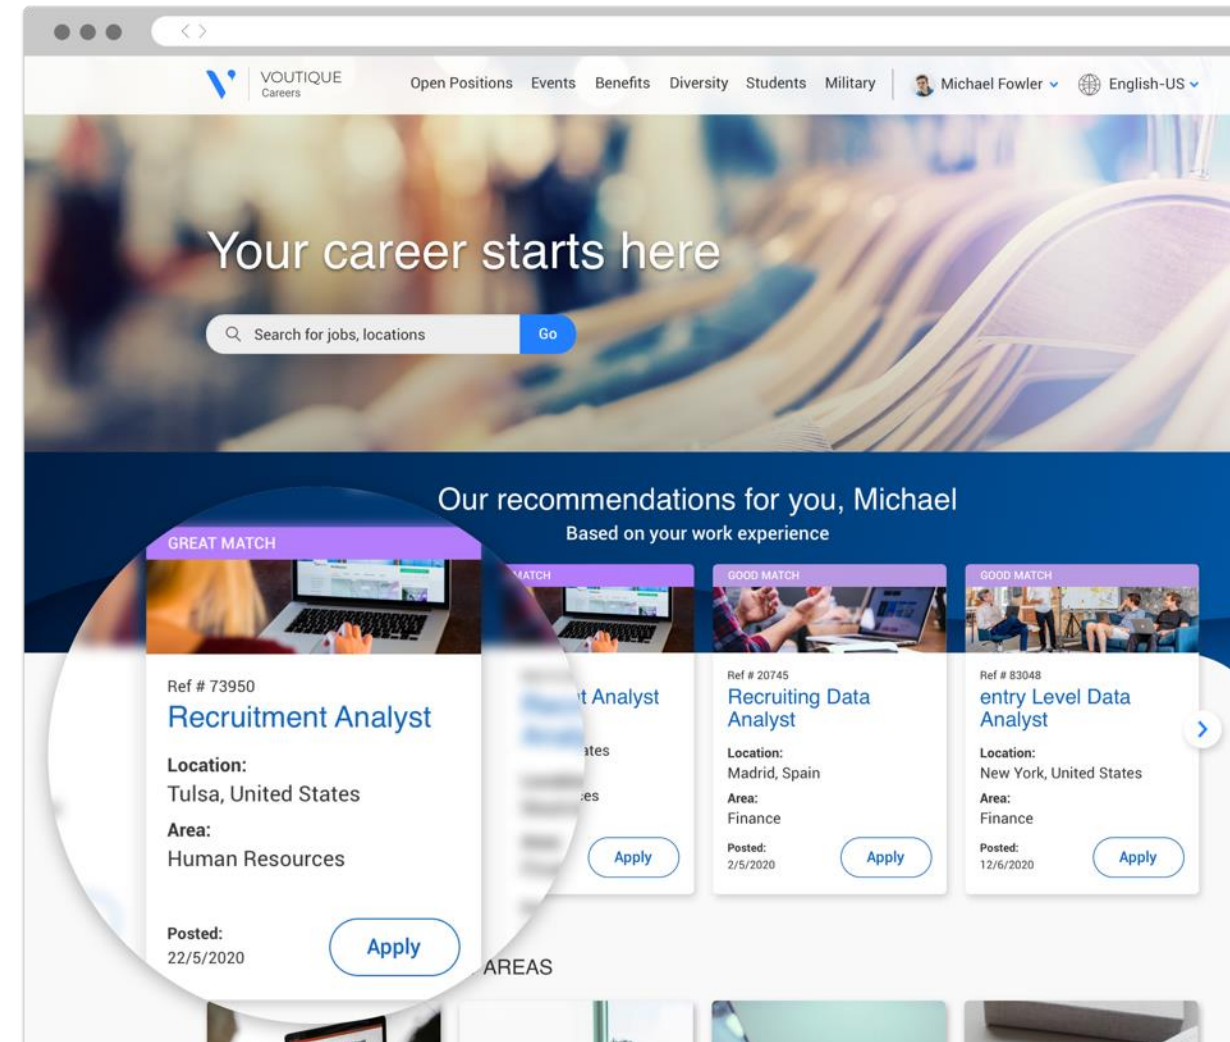 VOUTIQUE
Careers
Open Positions Events Benefits Diversity Students Military Michael Fowler English-US
Your career starts here
Search for jobs, locations Go
Our recommendations for you, Michael
Based on your work experience
GREAT MATCH
Ref # 73950
Recruitment Analyst
Location:
Tulsa, United States
Area:
Human Resources
Posted:
22/5/2020
Apply
MATCH
Analyst
Apply
GOOD MATCH
Ref # 20745
Recruiting Data
Analyst
Location:
Madrid, Spain
Area:
Finance
Posted:
2/5/2020
Apply
GOOD MATCH
Ref # 83048
entry Level Data
Analyst
Location:
New York, United States
Area:
Finance
Posted:
12/6/2020
Apply
AREAS